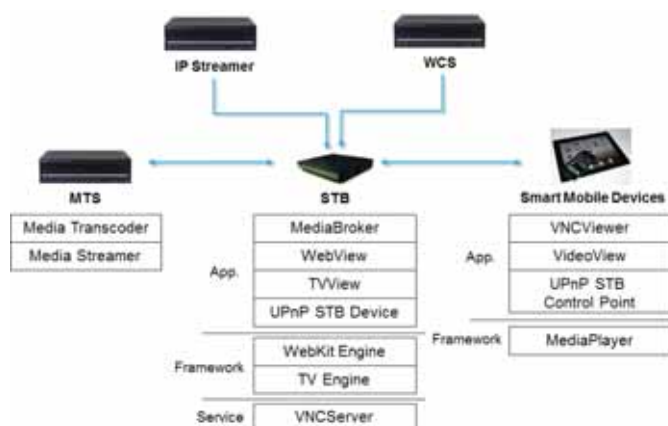 IP Streamer
WCS
MTS
STB
Smart Mobile Devices
Media Transcoder
Media Streamer
App.
MediaBroker
WebView
TVView
UPnP STB Device
Framework
WebKit Engine
TV Engine
Service
VNCServer
App.
VNCViewer
VideoView
UPnP STB
Control Point
Framework
MediaPlayer